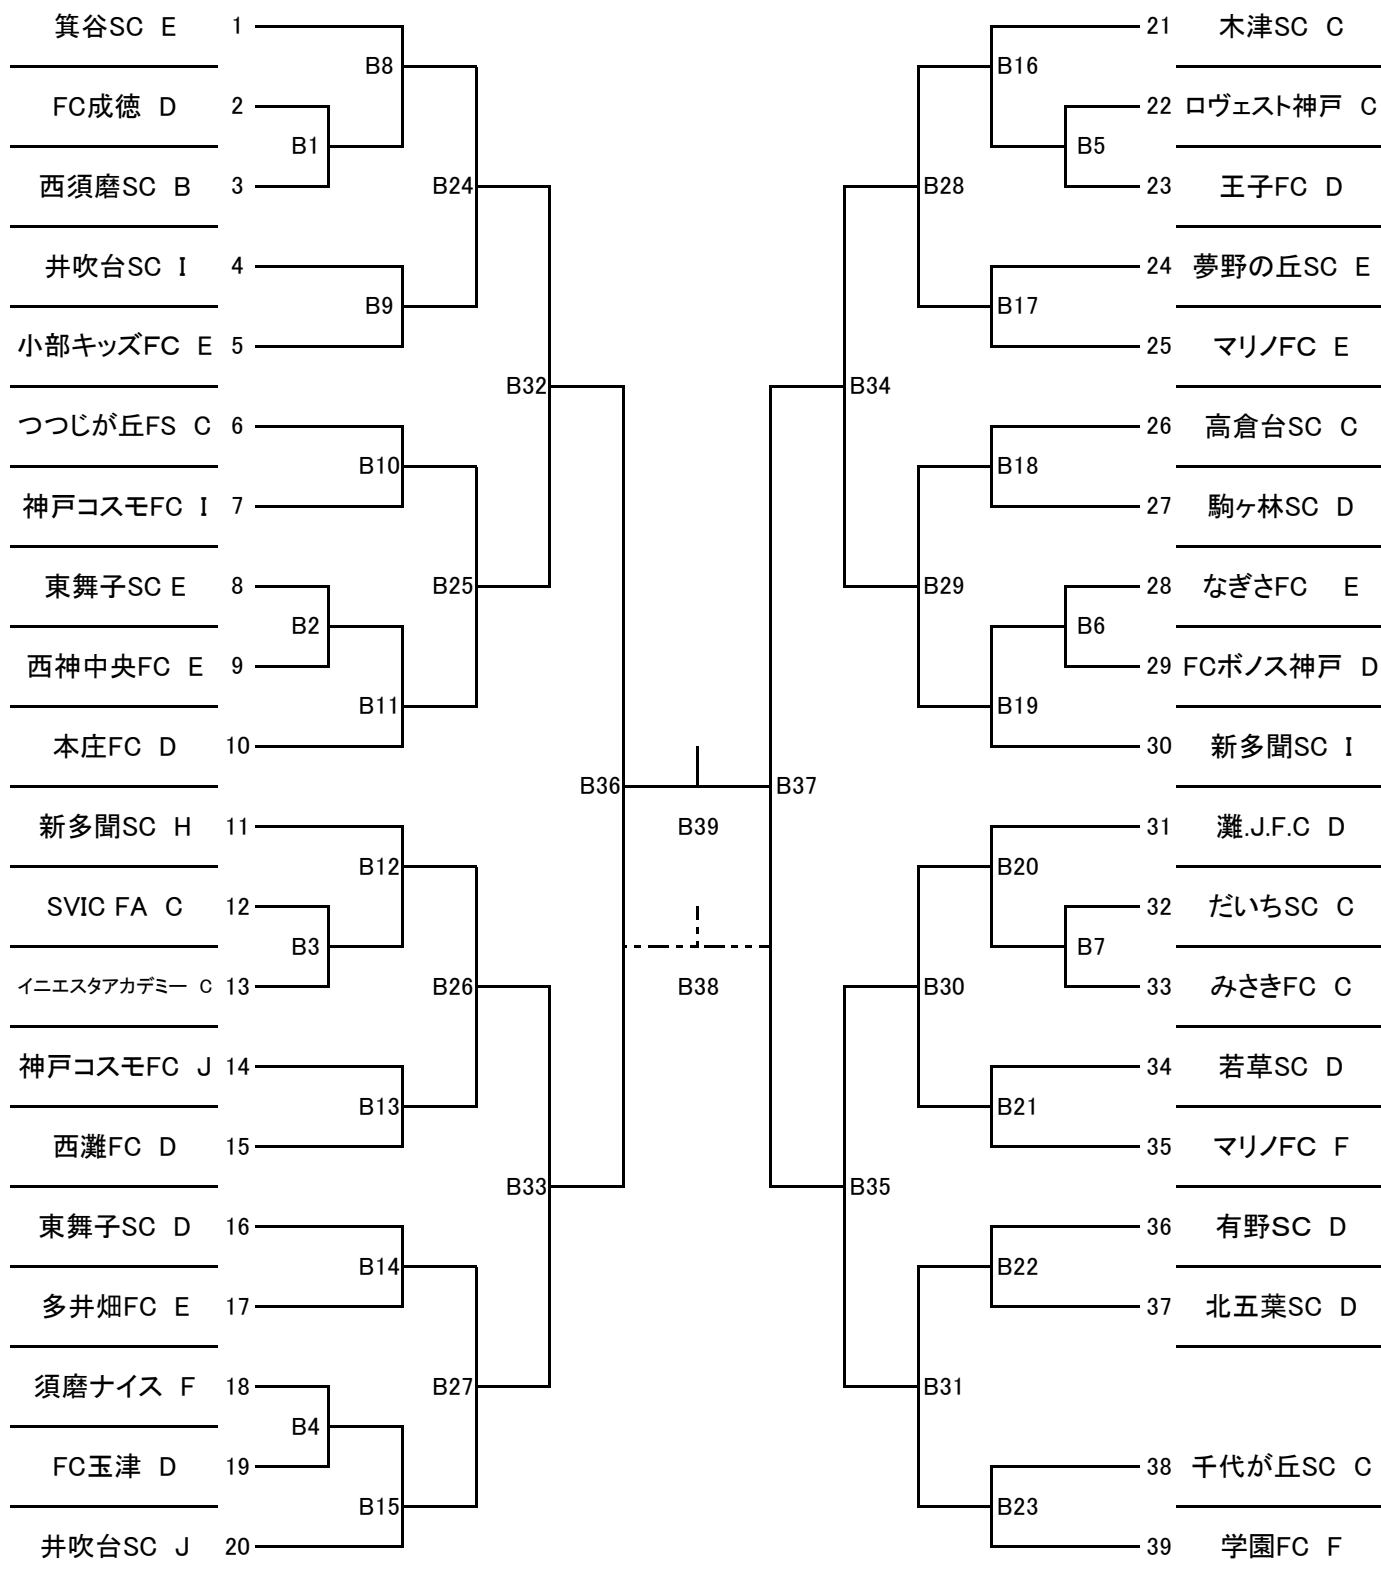 箕谷SC E 1
B8
FC成徳 D 2
B1
西須磨SC B 3
B24
井吹台SC I 4
B9
小部キッズFC E 5
B32
つつじが丘FS C 6
B10
神戸コスモFC I 7
東舞子SC E 8
B25
B2
西神中央FC E 9
B11
本庄FC D 10
B36
新多聞SC H 11
B12
SVIC FA C 12
B3
イニエスタアカデミー C 13
B26
神戸コスモFC J 14
B13
西灘FC D 15
B33
東舞子SC D 16
B14
多井畑FC E 17
須磨ナイス F 18
B27
B4
FC玉津 D 19
B15
井吹台SC J 20
B39
B38
21 木津SC C
B16
22 ロヴェスト神戸 C
B5
23 王子FC D
B28
24 夢野の丘SC E
B17
25 マリノFC E
B34
26 高倉台SC C
B18
27 駒ヶ林SC D
28 なぎさFC E
B29
B6
29 FCボノス神戸 D
B19
30 新多聞SC I
B37
31 灘.J.F.C D
B20
32 だいちSC C
B7
33 みさきFC C
B30
34 若草SC D
B21
35 マリノFC F
B35
36 有野SC D
B22
37 北五葉SC D
B31
38 千代が丘SC C
B23
39 学園FC F